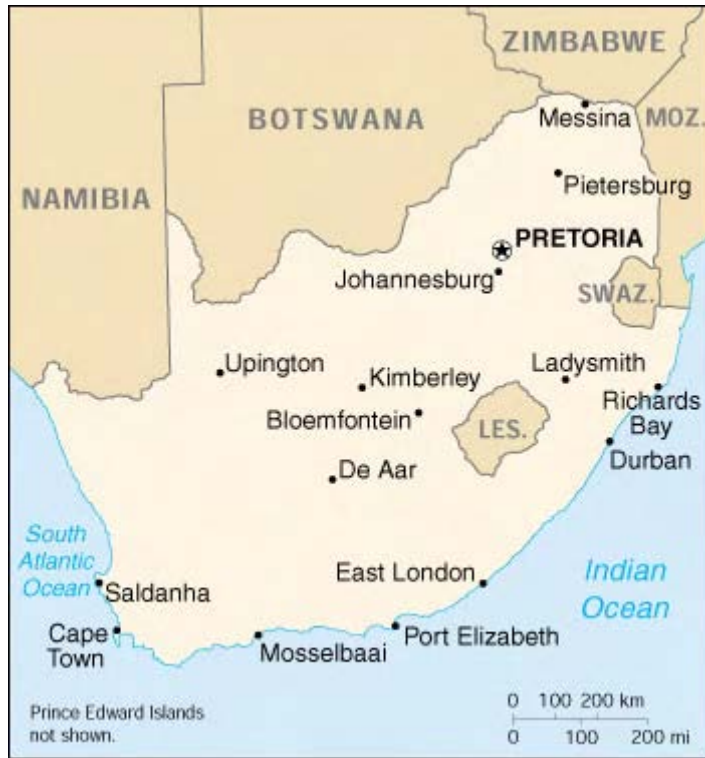 ZIMBABWE
BOTSWANA
Messina
MOZ.
NAMIBIA
Pietersburg
PRETORIA
Johannesburg
SWAZ.
Upington
Kimberley
Ladysmith
Richards
Bay
Bloemfontein
LES.
Durban
De Aar
South
Atlantic
Ocean
Saldanha
East London
Indian
Ocean
Cape
Town
Mosselbaai
Port Elizabeth
Prince Edward Islands
not shown.
0 100 200 km
0 100 200 mi